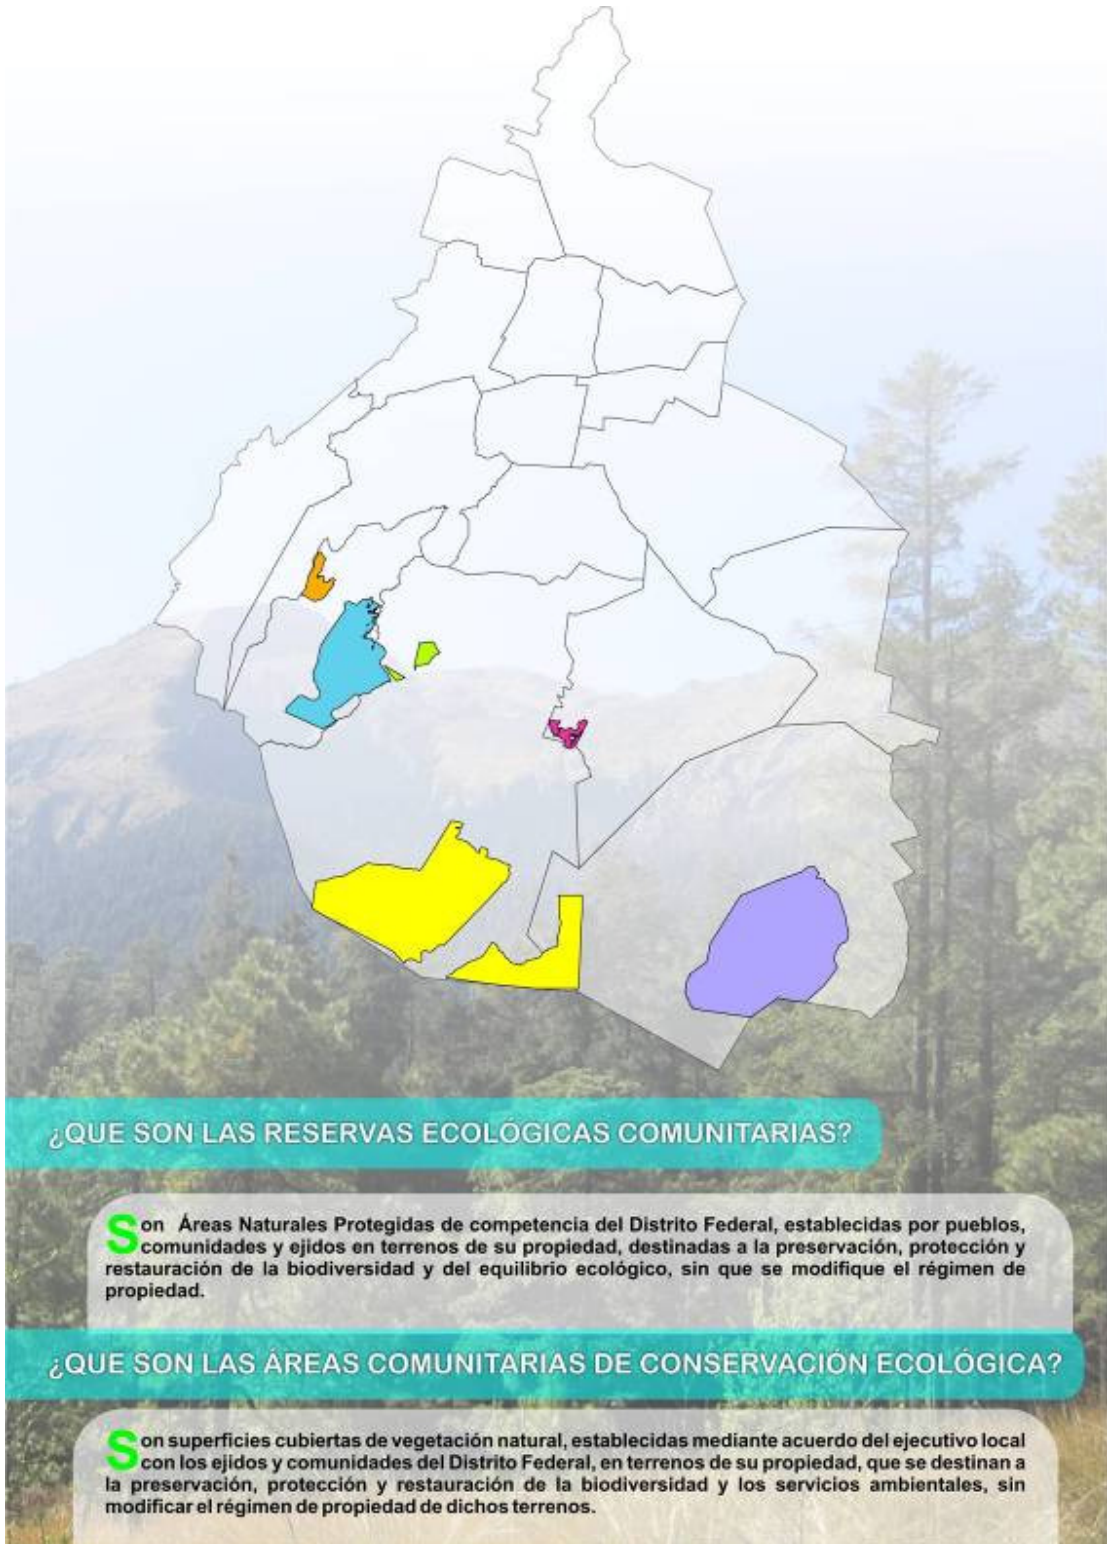 ¿QUE SON LAS RESERVAS ECOLÓGICAS COMUNITARIAS?
Son Áreas Naturales Protegidas de competencia del Distrito Federal, establecidas por pueblos,
comunidades y ejidos en terrenos de su propiedad, destinadas a la preservación, protección y
restauración de la biodiversidad y del equilibrio ecológico, sin que se modifique el régimen de
propiedad.
¿QUE SON LAS ÁREAS COMUNITARIAS DE CONSERVACIÓN ECOLÓGICA?
Son superficies cubiertas de vegetación natural, establecidas mediante acuerdo del ejecutivo local
con los ejidos y comunidades del Distrito Federal, en terrenos de su propiedad, que se destinan a
la preservación, protección y restauración de la biodiversidad y los servicios ambientales, sin
modificar el régimen de propiedad de dichos terrenos.